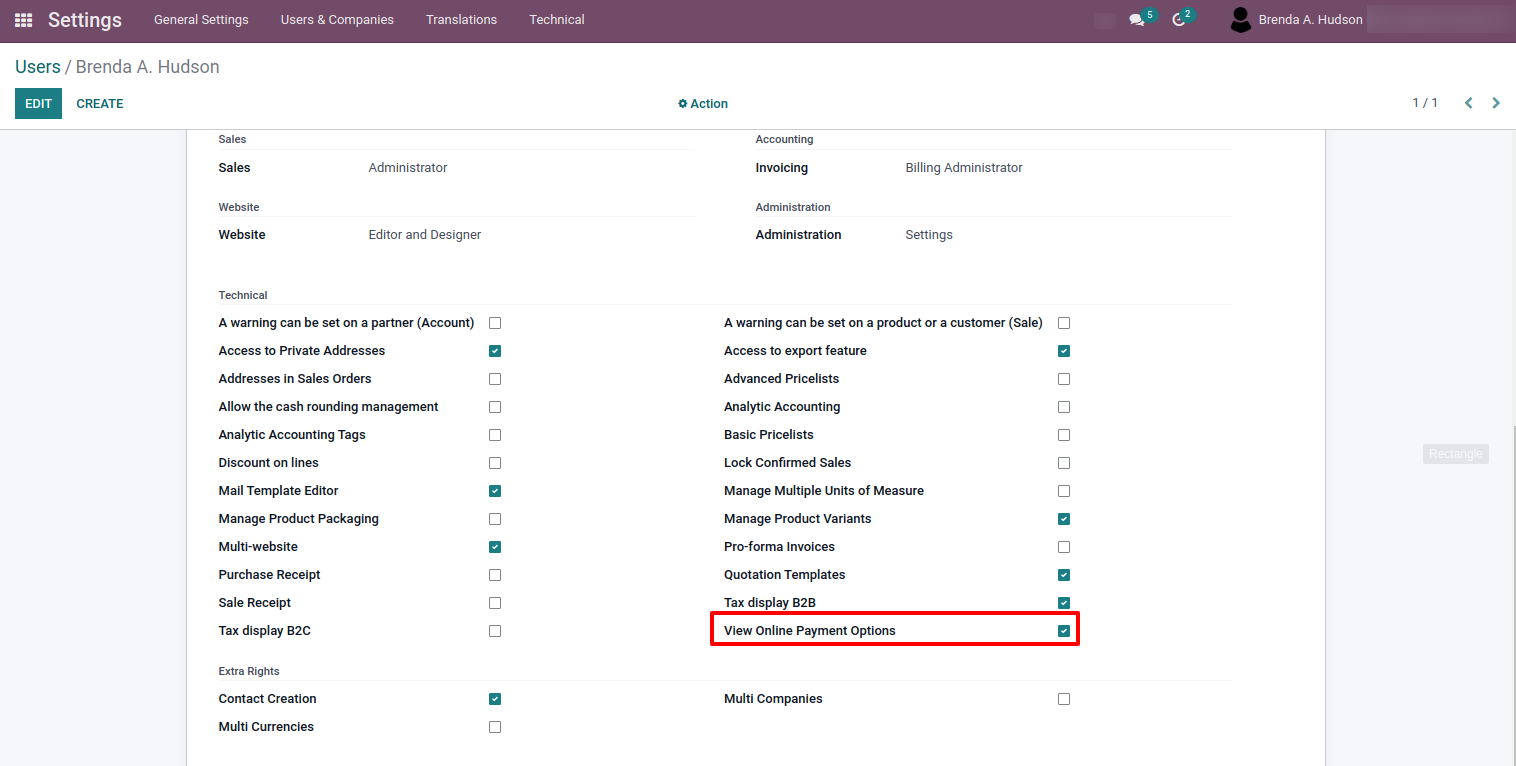 Settings General Settings Users & Companies Translations Technical 5 2 Brenda A. Hudson
Users / Brenda A. Hudson
EDIT CREATE Action 1 / 1
Sales Accounting
Sales Administrator Invoicing Billing Administrator
Website Administration
Website Editor and Designer Administration Settings
Technical
A warning can be set on a partner (Account) A warning can be set on a product or a customer (Sale)
Access to Private Addresses Access to export feature
Addresses in Sales Orders Advanced Pricelists
Allow the cash rounding management Analytic Accounting
Analytic Accounting Tags Basic Pricelists
Rectangle
Discount on lines Lock Confirmed Sales
Mail Template Editor Manage Multiple Units of Measure
Manage Product Packaging Manage Product Variants
Multi-website Pro-forma Invoices
Purchase Receipt Quotation Templates
Sale Receipt Tax display B2B
Tax display B2C View Online Payment Options
Extra Rights
Contact Creation Multi Companies
Multi Currencies